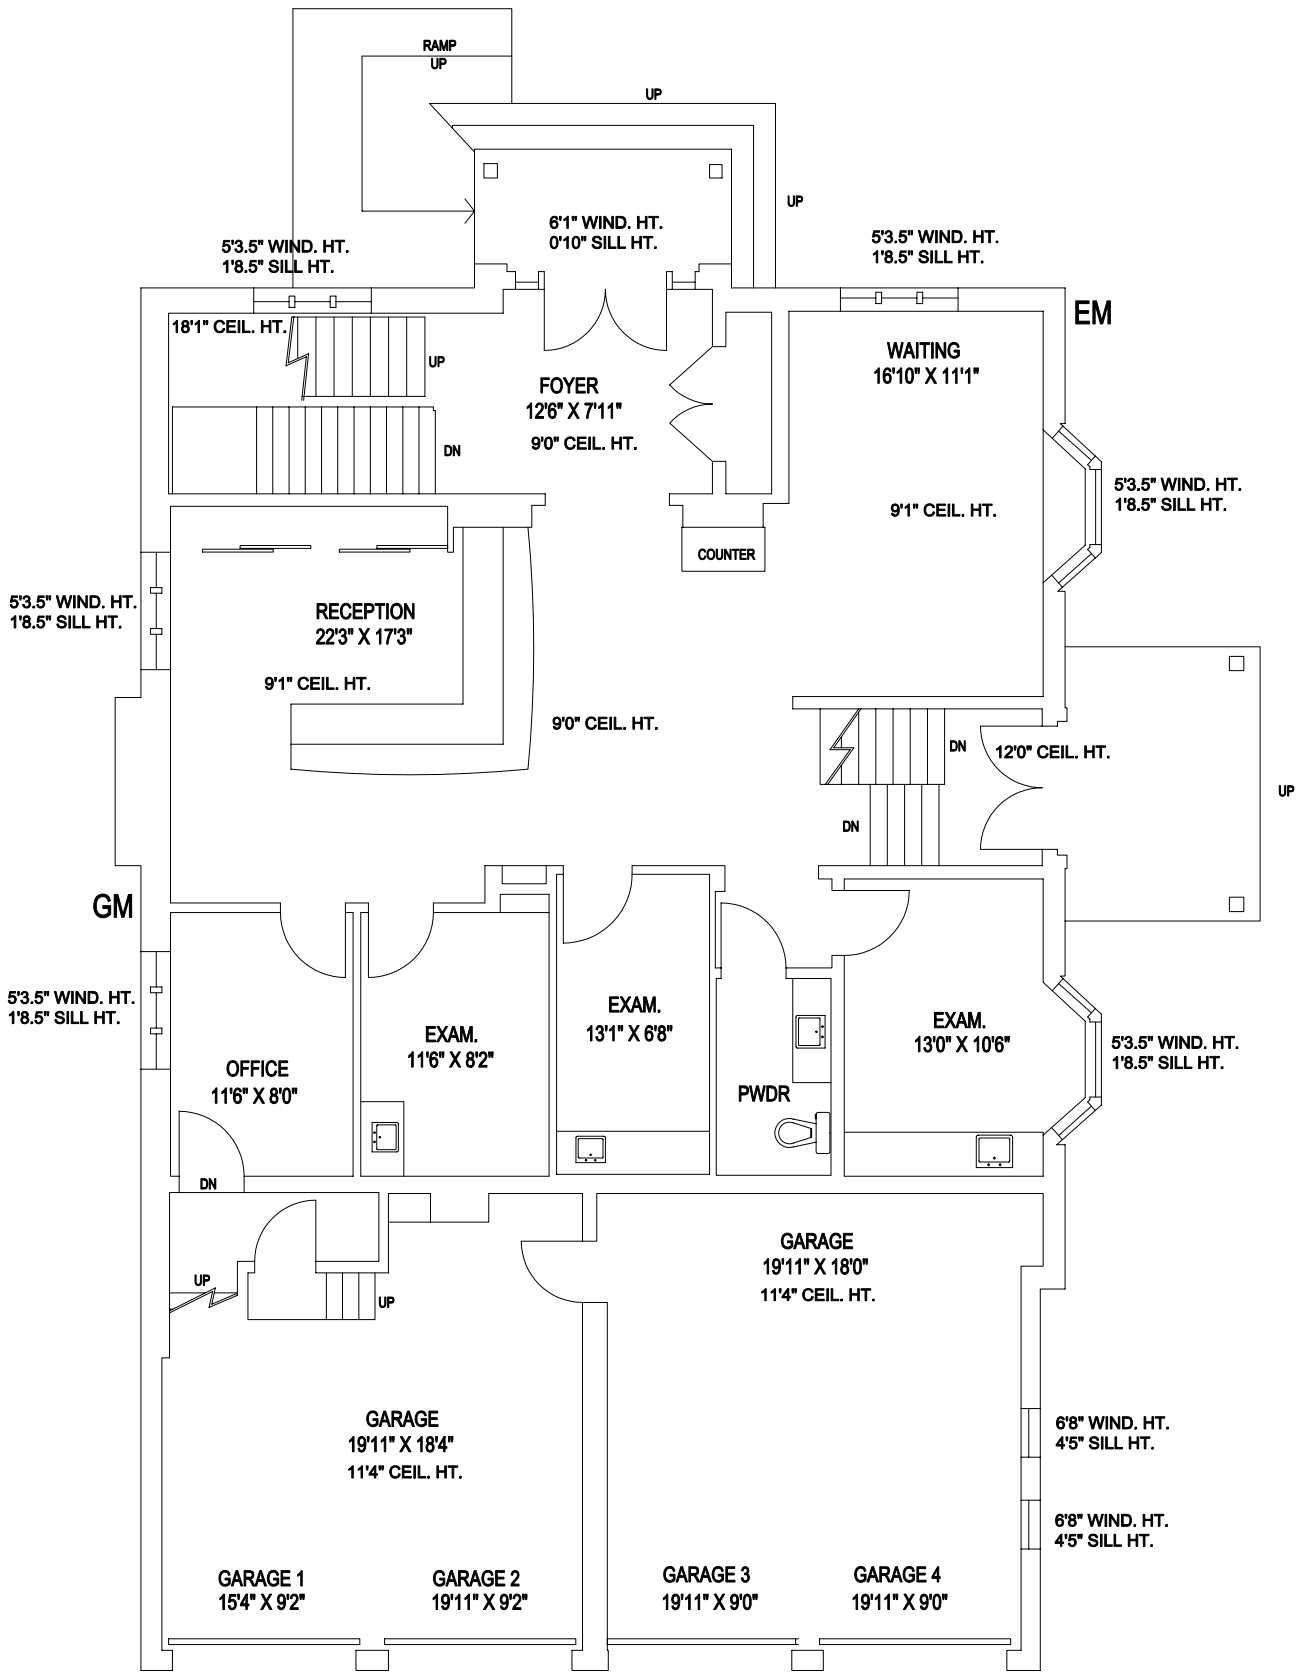 RAMP
UP
UP
UP
6'1" WIND. HT.
0'10" SILL HT.
5'3.5" WIND. HT.
1'8.5" SILL HT.
5'3.5" WIND. HT.
1'8.5" SILL HT.
EM
18'1" CEIL. HT.
UP
WAITING
16'10" X 11'1"
FOYER
12'6" X 7'11"
9'0" CEIL. HT.
DN
5'3.5" WIND. HT.
1'8.5" SILL HT.
9'1" CEIL. HT.
COUNTER
5'3.5" WIND. HT.
1'8.5" SILL HT.
RECEPTION
22'3" X 17'3"
9'1" CEIL. HT.
9'0" CEIL. HT.
DN
12'0" CEIL. HT.
UP
DN
GM
5'3.5" WIND. HT.
1'8.5" SILL HT.
OFFICE
11'6" X 8'0"
EXAM.
11'6" X 8'2"
EXAM.
13'1" X 6'8"
PWDR
EXAM.
13'0" X 10'6"
5'3.5" WIND. HT.
1'8.5" SILL HT.
DN
UP
UP
GARAGE
19'11" X 18'0"
11'4" CEIL. HT.
GARAGE
19'11" X 18'4"
11'4" CEIL. HT.
6'8" WIND. HT.
4'5" SILL HT.
6'8" WIND. HT.
4'5" SILL HT.
GARAGE 1
15'4" X 9'2"
GARAGE 2
19'11" X 9'2"
GARAGE 3
19'11" X 9'0"
GARAGE 4
19'11" X 9'0"